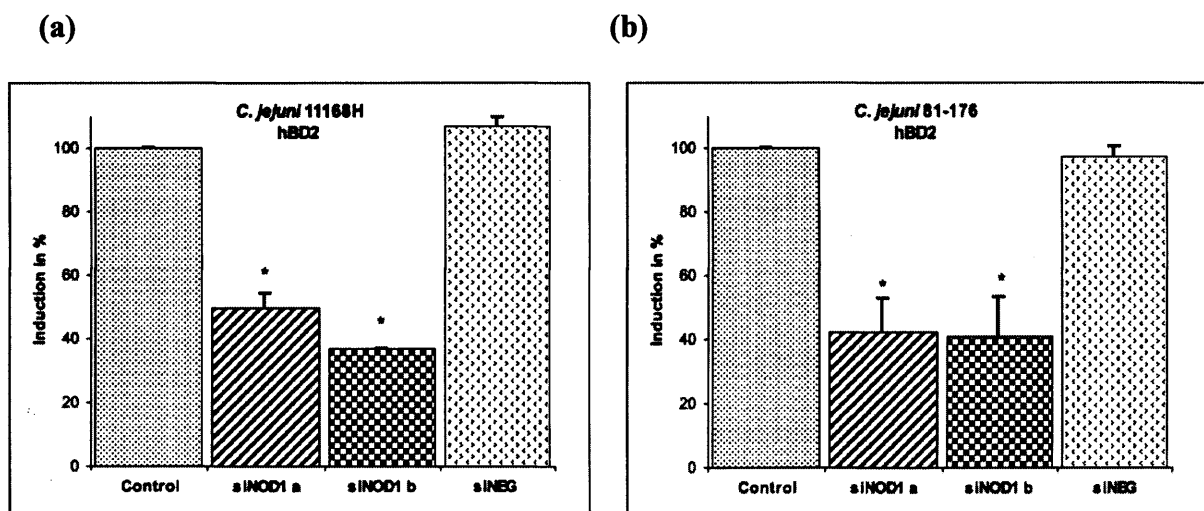 (a)
(b)
C. jejuni 11168H
hBD2
Induction in %
100
80
60
40
20
0
*
*
Control
siNOD1 a
siNOD1 b
siNEG
C. jejuni 81-176
hBD2
Induction in %
100
80
60
40
20
0
*
*
Control
siNOD1 a
siNOD1 b
siNEG